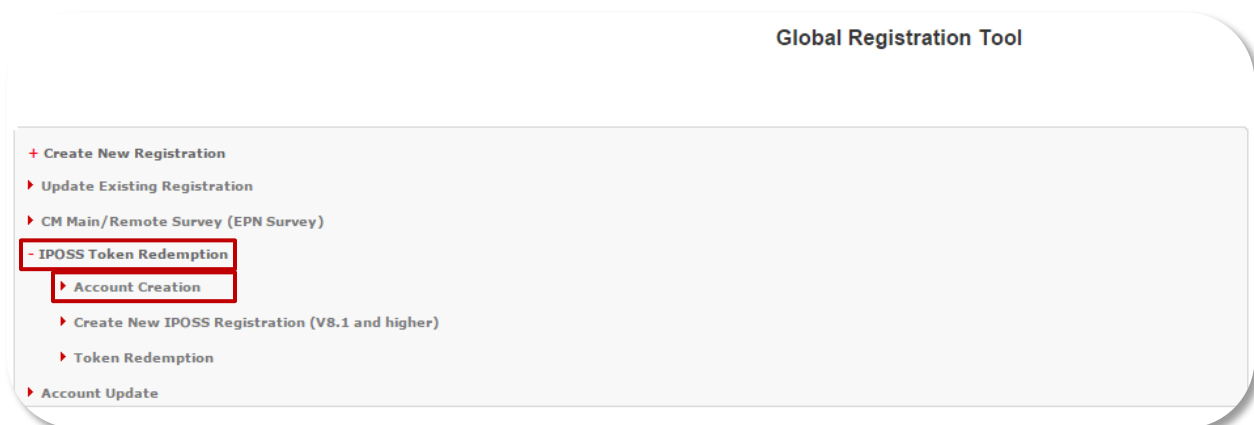 Global Registration Tool
+ Create New Registration
Update Existing Registration
CM Main/Remote Survey (EPN Survey)
- IPOSS Token Redemption
Account Creation
Create New IPOSS Registration (V8.1 and higher)
Token Redemption
Account Update